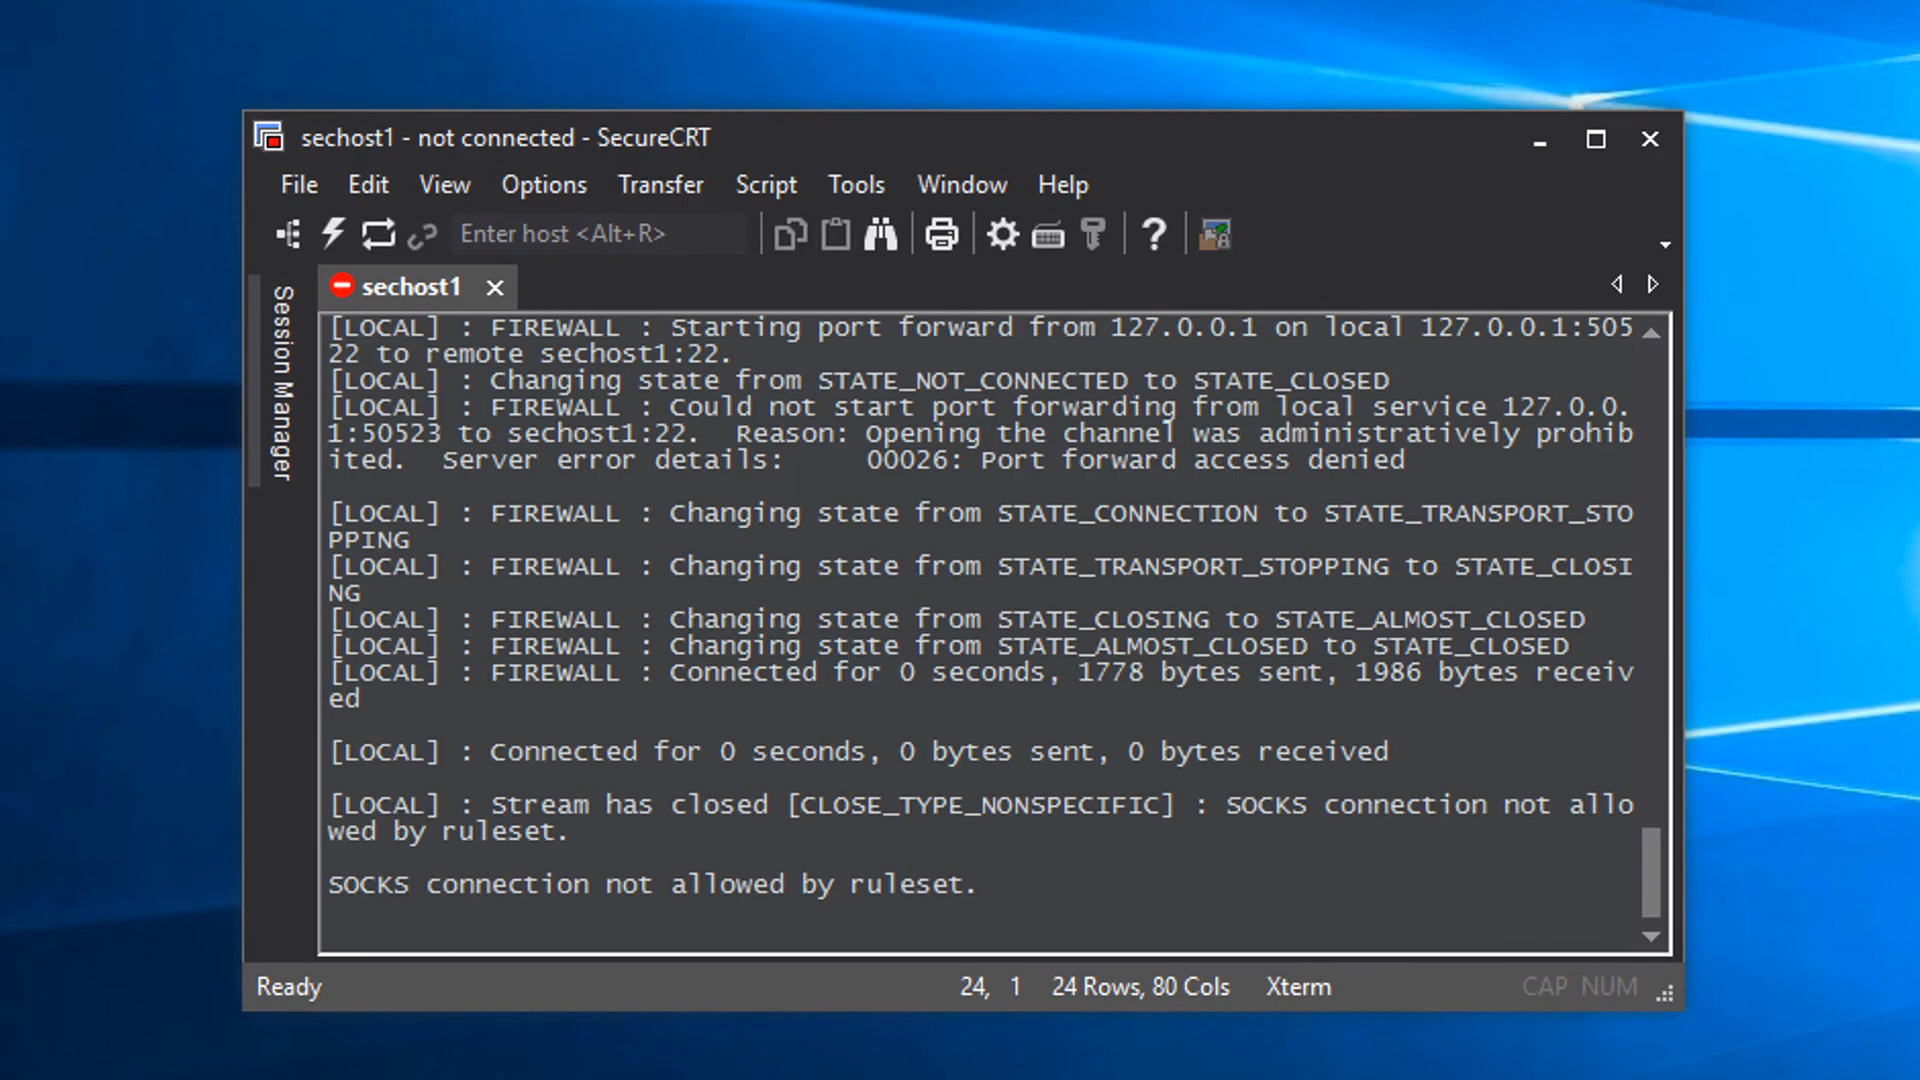 sechost1 - not connected - SecureCRT
File Edit View Options Transfer Script Tools Window Help
Enter host <Alt+R>
Session Manager
sechost1
[LOCAL] : FIREWALL : Starting port forward from 127.0.0.1 on local 127.0.0.1:505
22 to remote sechost1:22.
[LOCAL] : Changing state from STATE_NOT_CONNECTED to STATE_CLOSED
[LOCAL] : FIREWALL : Could not start port forwarding from local service 127.0.0.
1:50523 to sechost1:22.  Reason: Opening the channel was administratively prohib
ited.  Server error details:     00026: Port forward access denied
[LOCAL] : FIREWALL : Changing state from STATE_CONNECTION to STATE_TRANSPORT_STO
PPING
[LOCAL] : FIREWALL : Changing state from STATE_TRANSPORT_STOPPING to STATE_CLOSI
NG
[LOCAL] : FIREWALL : Changing state from STATE_CLOSING to STATE_ALMOST_CLOSED
[LOCAL] : FIREWALL : Changing state from STATE_ALMOST_CLOSED to STATE_CLOSED
[LOCAL] : FIREWALL : Connected for 0 seconds, 1778 bytes sent, 1986 bytes receiv
ed
[LOCAL] : Connected for 0 seconds, 0 bytes sent, 0 bytes received
[LOCAL] : Stream has closed [CLOSE_TYPE_NONSPECIFIC] : SOCKS connection not allo
wed by ruleset.
SOCKS connection not allowed by ruleset.
Ready 24, 1 24 Rows, 80 Cols Xterm CAP NUM